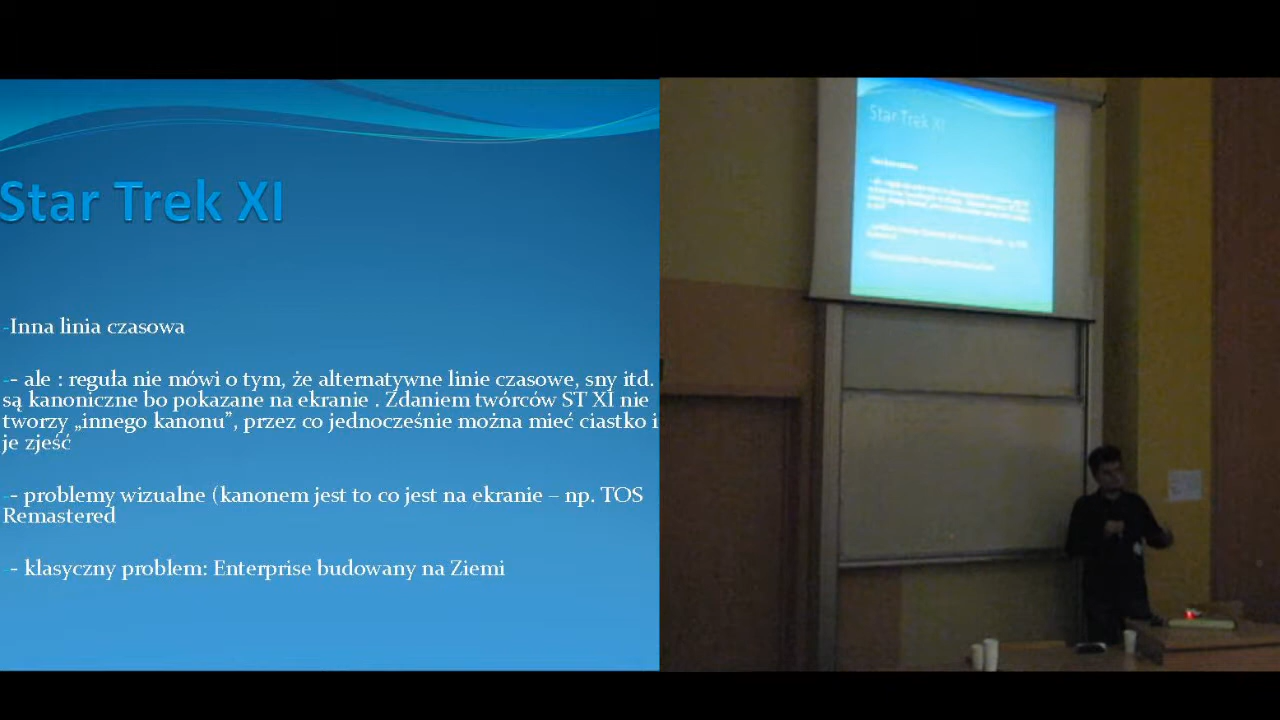 Star Trek XI
-Inna linia czasowa
-- ale : reguła nie mówi o tym, że alternatywne linie czasowe, sny itd.
są kanoniczne bo pokazane na ekranie . Zdaniem twórców ST XI nie
tworzy „innego kanonu”, przez co jednocześnie można mieć ciastko i
je zjeść
-- problemy wizualne (kanonem jest to co jest na ekranie – np. TOS
Remastered
-- klasyczny problem: Enterprise budowany na Ziemi
Star Trek XI